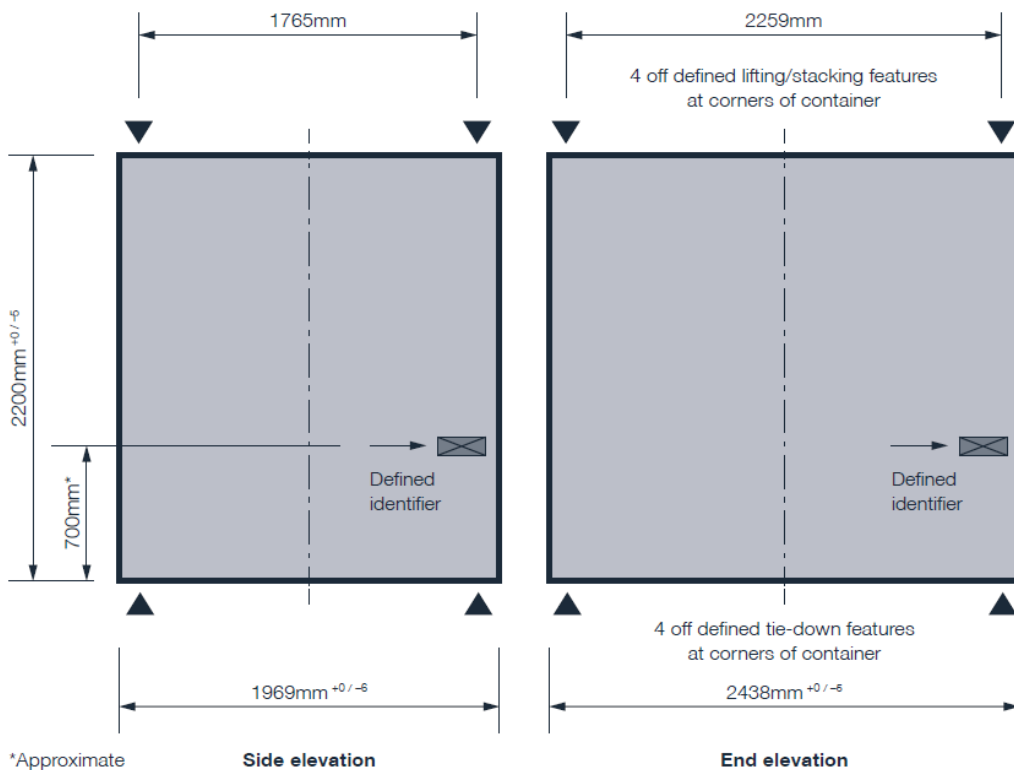 1765mm
2259mm
4 off defined lifting/stacking features
at corners of container
2200mm +0 / –5
700mm*
Defined
identifier
Defined
identifier
4 off defined tie-down features
at corners of container
1969mm +0 / –6
2438mm +0 / –5
*Approximate
Side elevation
End elevation